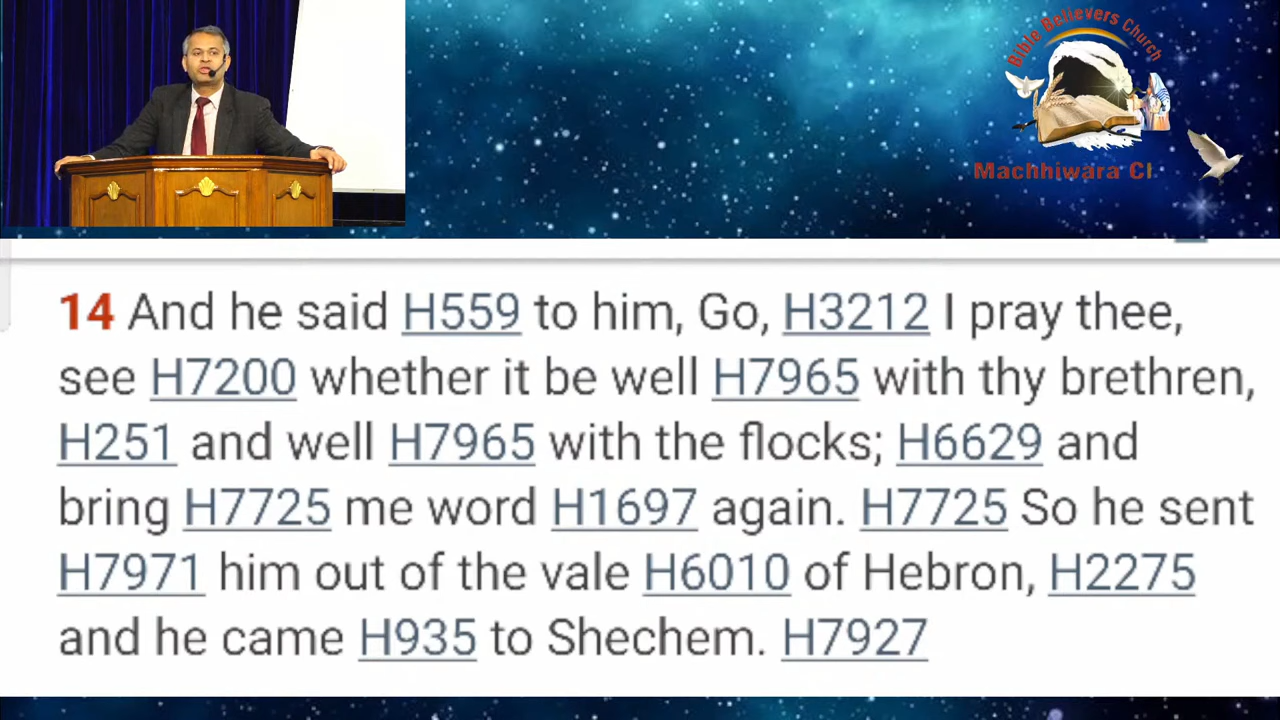 Bible Believers Church
Machhiwara Cl
14 And he said H559 to him, Go, H3212 I pray thee,
see H7200 whether it be well H7965 with thy brethren,
H251 and well H7965 with the flocks; H6629 and
bring H7725 me word H1697 again. H7725 So he sent
H7971 him out of the vale H6010 of Hebron, H2275
and he came H935 to Shechem. H7927